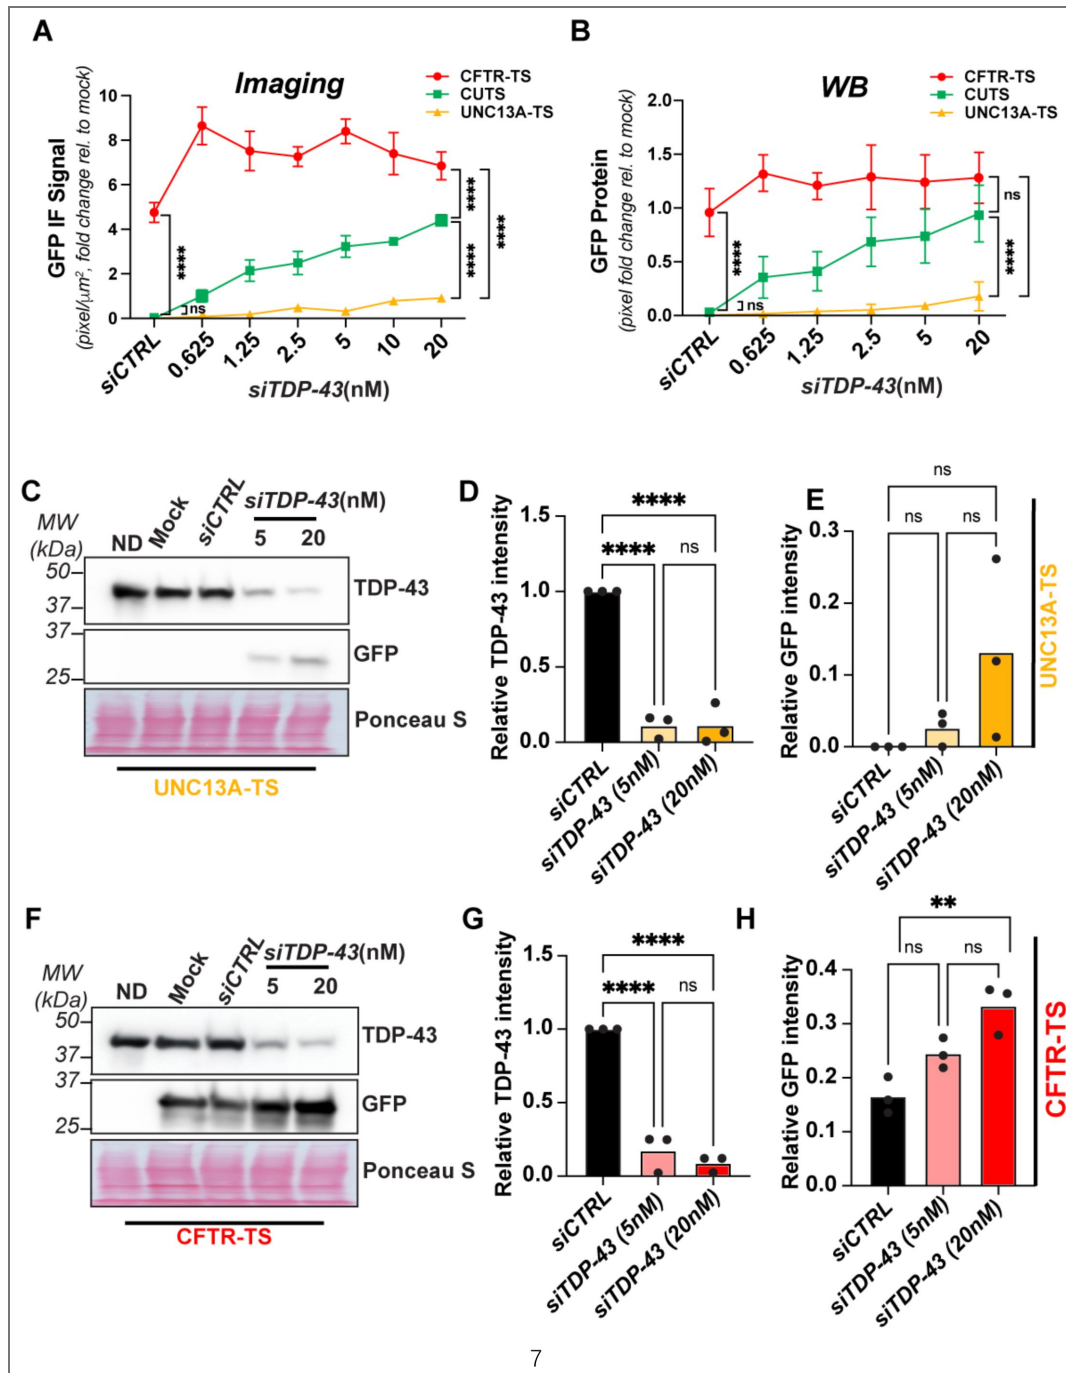 A
Imaging
CFTR-TS
CUTS
UNC13A-TS
GFP IF Signal
(pixel/μm², fold change rel. to mock)
10
8
6
4
2
0
****
ns
****
****
****
siCTRL
0.625
1.25
2.5
5
10
20
siTDP-43(nM)
B
WB
CFTR-TS
CUTS
UNC13A-TS
GFP Protein
(pixel fold change rel. to mock)
2.0
1.5
1.0
0.5
0.0
****
ns
ns
****
****
siCTRL
0.625
1.25
2.5
5
20
siTDP-43(nM)
C
MW
(kDa)
ND
Mock
siCTRL
siTDP-43(nM)
5
20
50
37
TDP-43
37
25
GFP
Ponceau S
UNC13A-TS
D
Relative TDP-43 intensity
1.5
1.0
0.5
0.0
****
****
ns
siCTRL
siTDP-43 (5nM)
siTDP-43 (20nM)
E
Relative GFP intensity
0.3
0.2
0.1
0.0
ns
ns
ns
siCTRL
siTDP-43 (5nM)
siTDP-43 (20nM)
UNC13A-TS
F
MW
(kDa)
ND
Mock
siCTRL
siTDP-43(nM)
5
20
50
37
TDP-43
37
25
GFP
Ponceau S
CFTR-TS
G
Relative TDP-43 intensity
1.5
1.0
0.5
0.0
****
****
ns
siCTRL
siTDP-43 (5nM)
siTDP-43 (20nM)
H
Relative GFP intensity
0.4
0.3
0.2
0.1
0.0
**
ns
ns
siCTRL
siTDP-43 (5nM)
siTDP-43 (20nM)
CFTR-TS
7